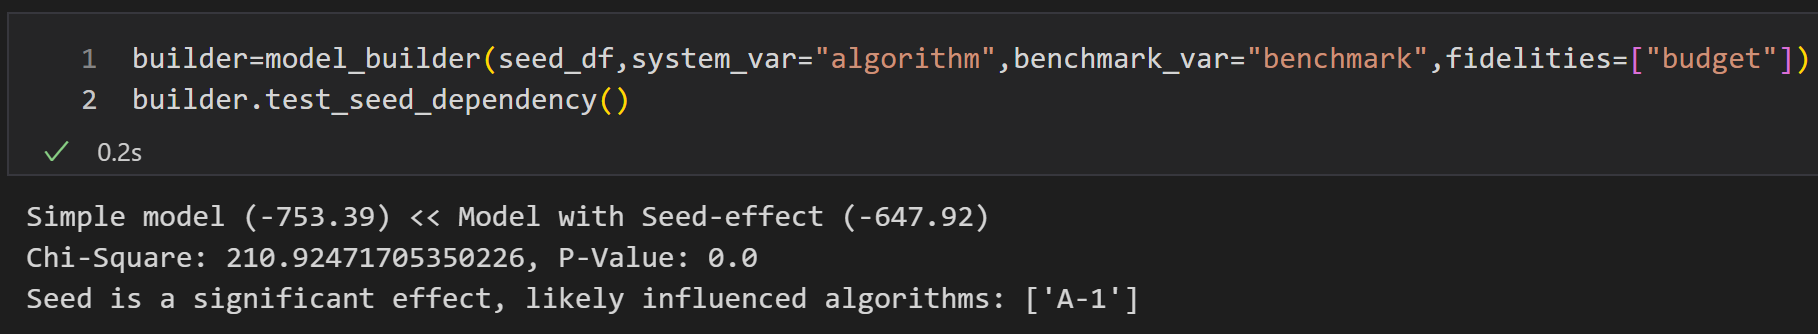 1 builder=model_builder(seed_df,system_var="algorithm",benchmark_var="benchmark",fidelities=["budget"])
2 builder.test_seed_dependency()
✓ 0.2s
Simple model (-753.39) << Model with Seed-effect (-647.92)
Chi-Square: 210.92471705350226, P-Value: 0.0
Seed is a significant effect, likely influenced algorithms: ['A-1']